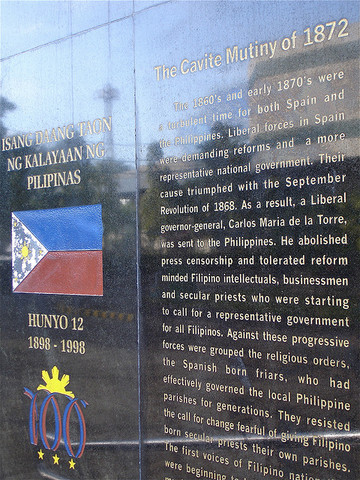 ISANG DAANG TAON
NG KALAYAAN NG
PILIPINAS
HUNYO 12
1898 - 1998
100
The Cavite Mutiny of 1872
The 1860's and early 1870's were
a turbulent time for both Spain and
the Philippines. Liberal forces in Spain
were demanding reforms and a more
representative national government. Their
cause triumphed with the September
Revolution of 1868. As a result, a Liberal
governor-general, Carlos Maria de la Torre,
was sent to the Philippines. He abolished
press censorship and tolerated reform
minded Filipino intellectuals, businessmen
and secular priests who were starting
to call for a representative government
for all Filipinos. Against these progressive
forces were grouped the religious orders,
the Spanish born friars, who had
effectively governed the local Philippine
parishes for generations. They resisted
the call for change fearful of giving Filipino
born secular priests their own parishes.
The first voices of Filipino
were beginning